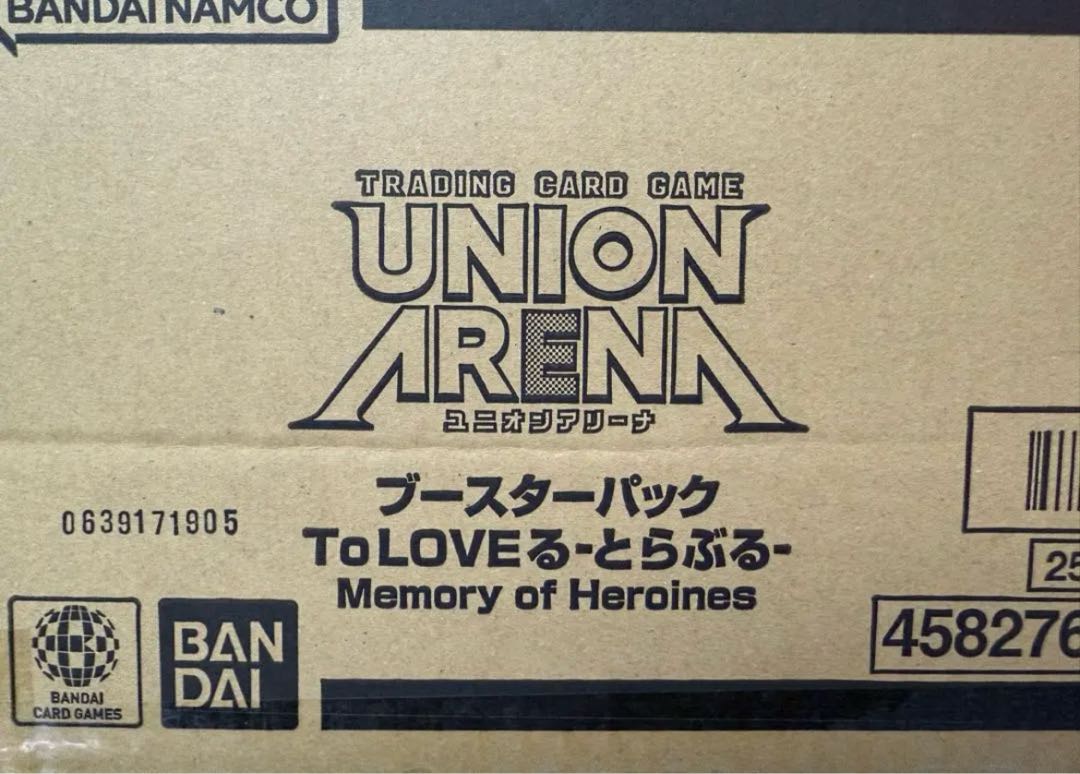 BANDAI NAMCO
TRADING CARD GAME
UNION
ARENA
ユニオンアリーナ
ブースターパック
0639171905
To LOVEる-とらぶる-
Memory of Heroines
25
458276
BAN
DAI
BANDAI
CARD GAMES